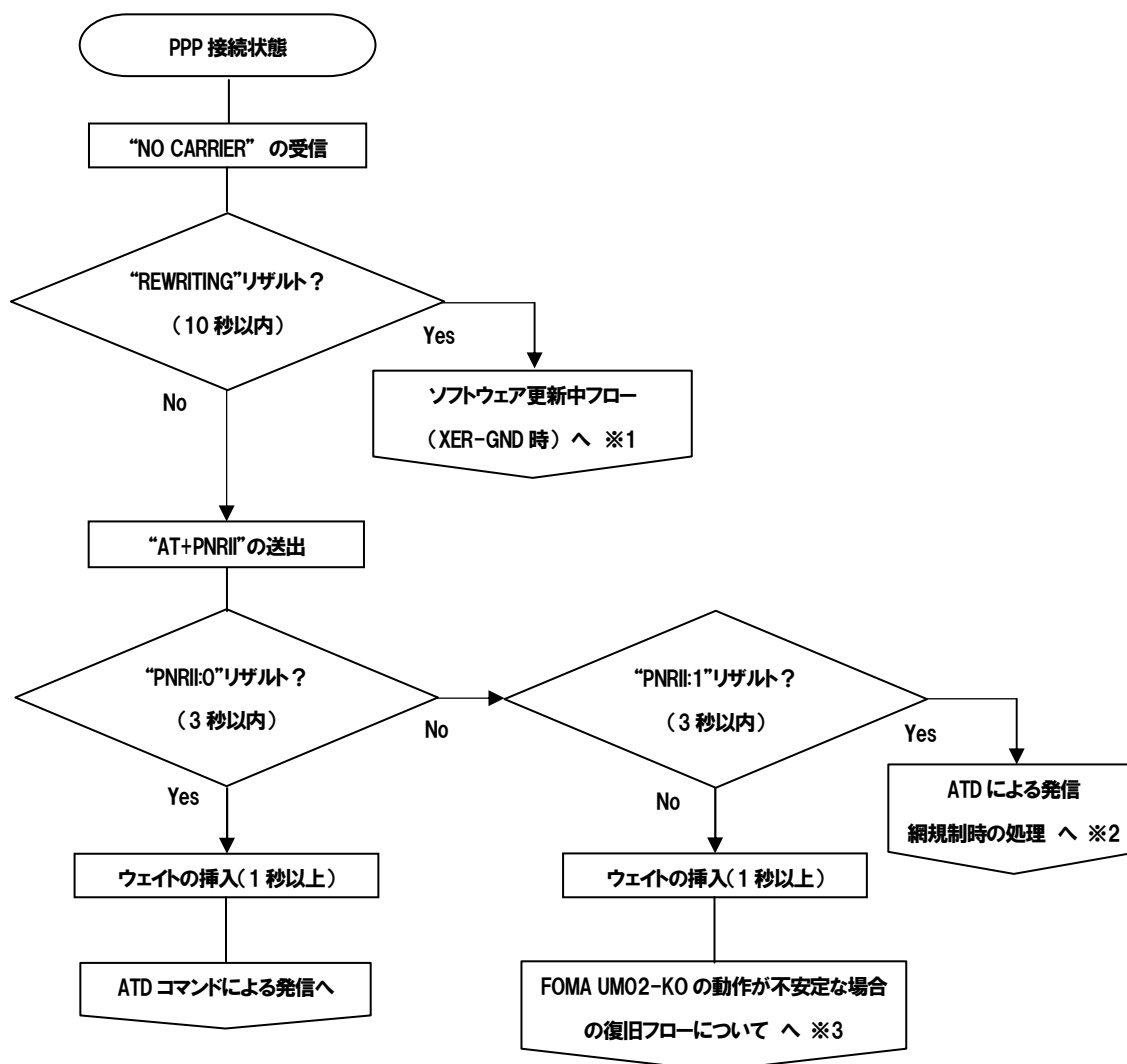 PPP 接続状態
“NO CARRIER” の受信
“REWRITING”リザルト？
（10 秒以内）
Yes
No
ソフトウェア更新中フロー
（XER-GND 時） へ ※1
“AT+PNRII”の送出
“PNRII:0”リザルト？
（3 秒以内）
No
Yes
“PNRII:1”リザルト？
（3 秒以内）
Yes
No
ATD による発信
網規制時の処理 へ ※2
ウェイトの挿入（1 秒以上）
ウェイトの挿入（1 秒以上）
ATD コマンドによる発信へ
FOMA UM02-KO の動作が不安定な場合
の復旧フローについて へ ※3